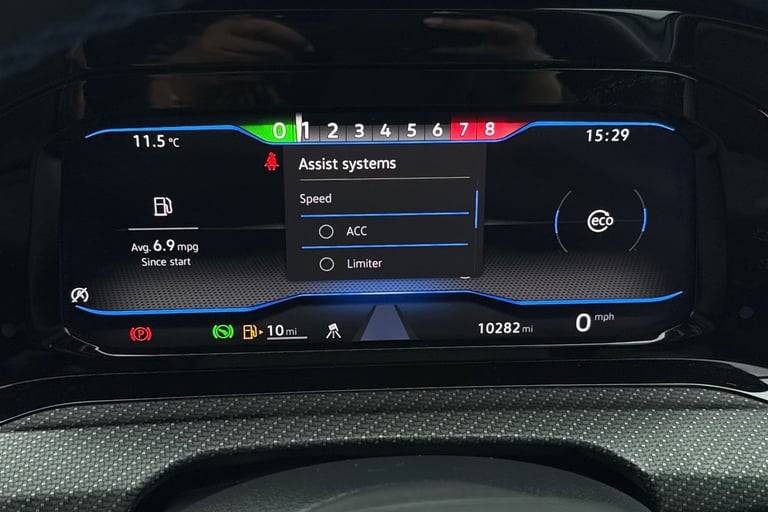 0 1 2 3 4 5 6 7 8
11.5 °C
15:29
Assist systems
Speed
ACC
Limiter
Avg. 6.9 mpg
Since start
eco
P
10 mi
10282 mi
0 mph